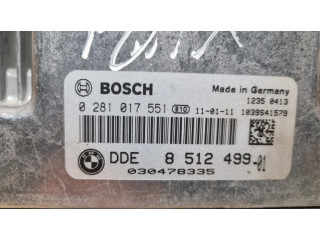 BOSCH
Made in Germany
1235 0413
0 281 017 551 E10 11-01-11 1039S41579
DDE 8 512 499-01
030478335